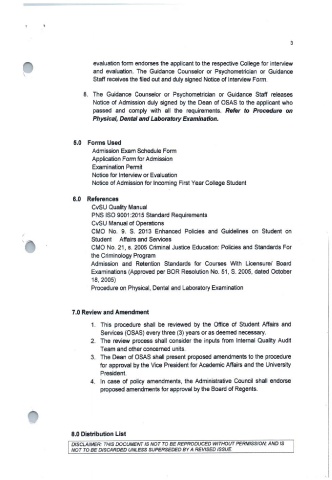 3
evaluation form endorses the applicant to the respective College for interview
and evaluation. The Guidance Counselor or Psychometrician or Guidance
Staff receives the filed out and duly signed Notice of Interview Form.
8. The Guidance Counselor or Psychometrician or Guidance Staff releases
Notice of Admission duly signed by the Dean of OSAS to the applicant who
passed and comply with all the requirements. Refer to Procedure on
Physical, Dental and Laboratory Examination.
5.0 Forms Used
Admission Exam Schedule Form
Application Form for Admission
Examination Permit
Notice for Interview or Evaluation
Notice of Admission for Incoming First Year College Student
6.0 References
CvSU Quality Manual
PNS ISO 9001:2015 Standard Requirements
CvSU Manual of Operations
CMO No. 9, S. 2013 Enhanced Policies and Guidelines on Student on
Student Affairs and Services
CMO No. 21, s. 2005 Criminal Justice Education: Policies and Standards For
the Criminology Program
Admission and Retention Standards for Courses With Licensure/ Board
Examinations (Approved per BOR Resolution No. 51, S. 2005, dated October
18, 2005)
Procedure on Physical, Dental and Laboratory Examination
7.0 Review and Amendment
1. This procedure shall be reviewed by the Office of Student Affairs and
Services (OSAS) every three (3) years or as deemed necessary.
2. The review process shall consider the inputs from Internal Quality Audit
Team and other concerned units.
3. The Dean of OSAS shall present proposed amendments to the procedure
for approval by the Vice President for Academic Affairs and the University
President.
4. In case of policy amendments, the Administrative Council shall endorse
proposed amendments for approval by the Board of Regents.
8.0 Distribution List
DISCLAIMER: THIS DOCUMENT IS NOT TO BE REPRODUCED WITHOUT PERMISSION; AND IS
NOT TO BE DISCARDED UNLESS SUPERSEDED BY A REVISED ISSUE.